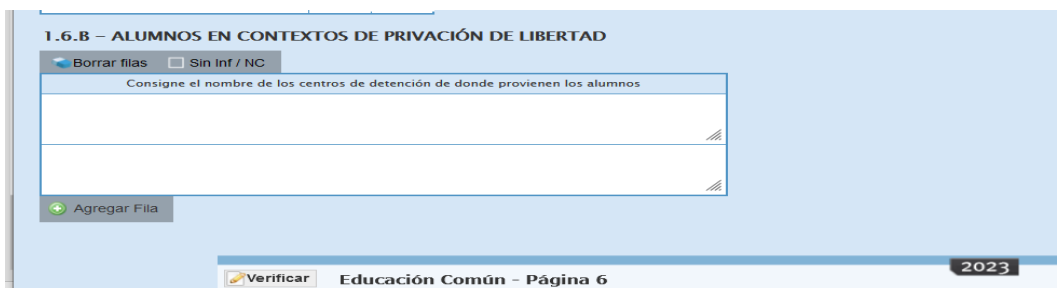 1.6.B – ALUMNOS EN CONTEXTOS DE PRIVACIÓN DE LIBERTAD
Borrar filas Sin Inf / NC
Consigne el nombre de los centros de detención de donde provienen los alumnos
Agregar Fila
2023
Verificar Educación Común - Página 6